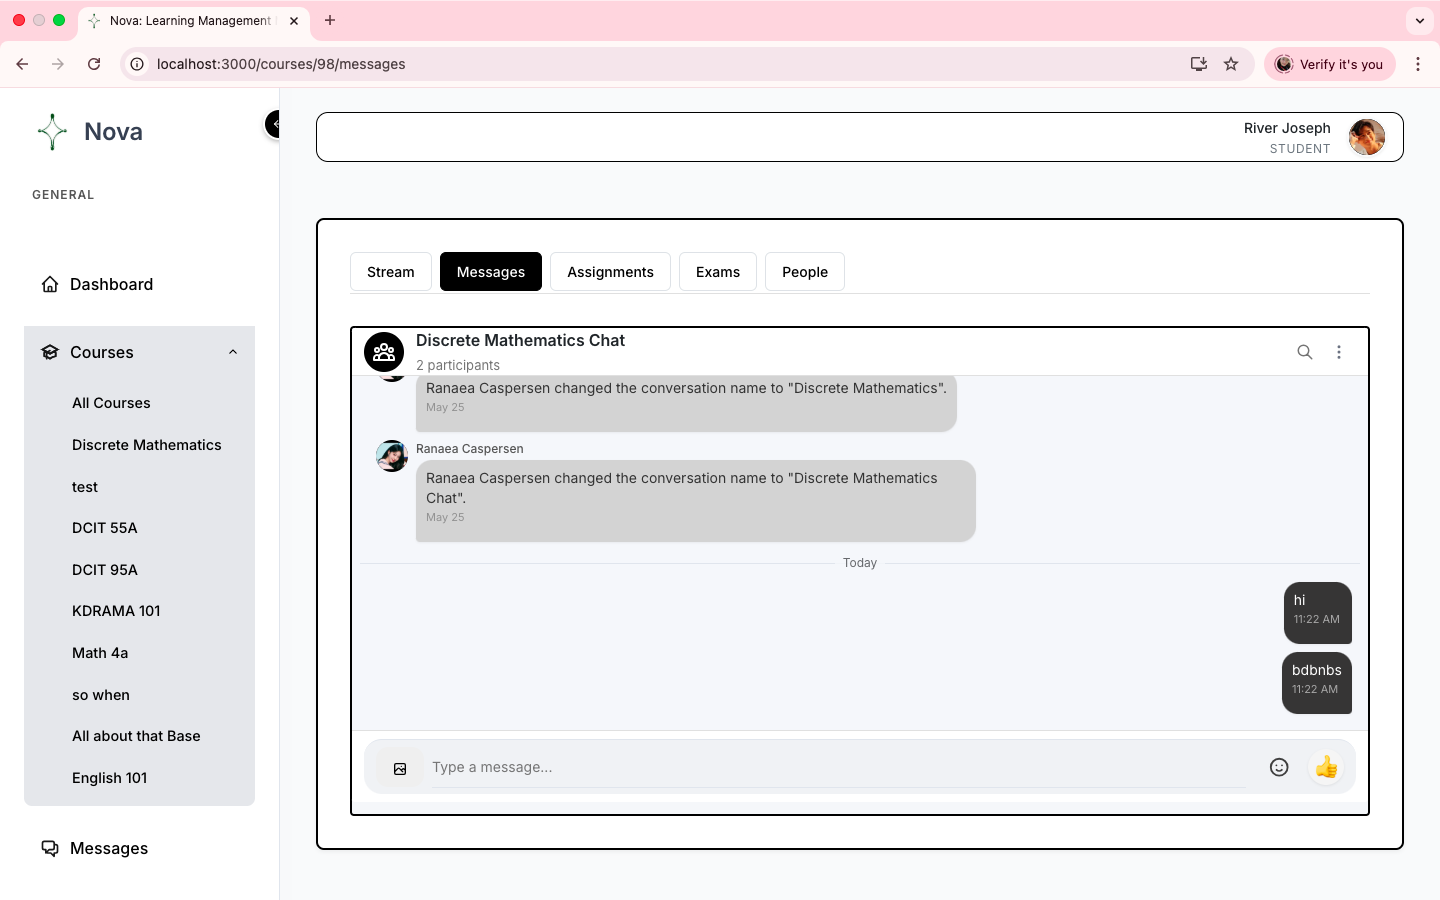 Nova: Learning Management
localhost:3000/courses/98/messages
Verify it's you
Nova
GENERAL
Dashboard
Courses
All Courses
Discrete Mathematics
test
DCIT 55A
DCIT 95A
KDRAMA 101
Math 4a
so when
All about that Base
English 101
Messages
River Joseph
STUDENT
Stream
Messages
Assignments
Exams
People
Discrete Mathematics Chat
2 participants
Ranaea Caspersen changed the conversation name to "Discrete Mathematics".
May 25
Ranaea Caspersen
Ranaea Caspersen changed the conversation name to "Discrete Mathematics
Chat".
May 25
Today
hi
11:22 AM
bdbnbs
11:22 AM
Type a message...